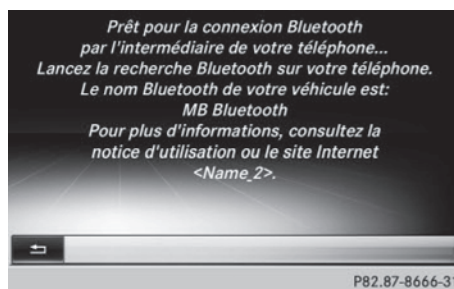 Prêt pour la connexion Bluetooth
par l'intermédiaire de votre téléphone...
Lancez la recherche Bluetooth sur votre téléphone.
Le nom Bluetooth de votre véhicule est:
MB Bluetooth
Pour plus d'informations, consultez la
notice d'utilisation ou le site Internet
<Name_2>.
P82.87-8666-31